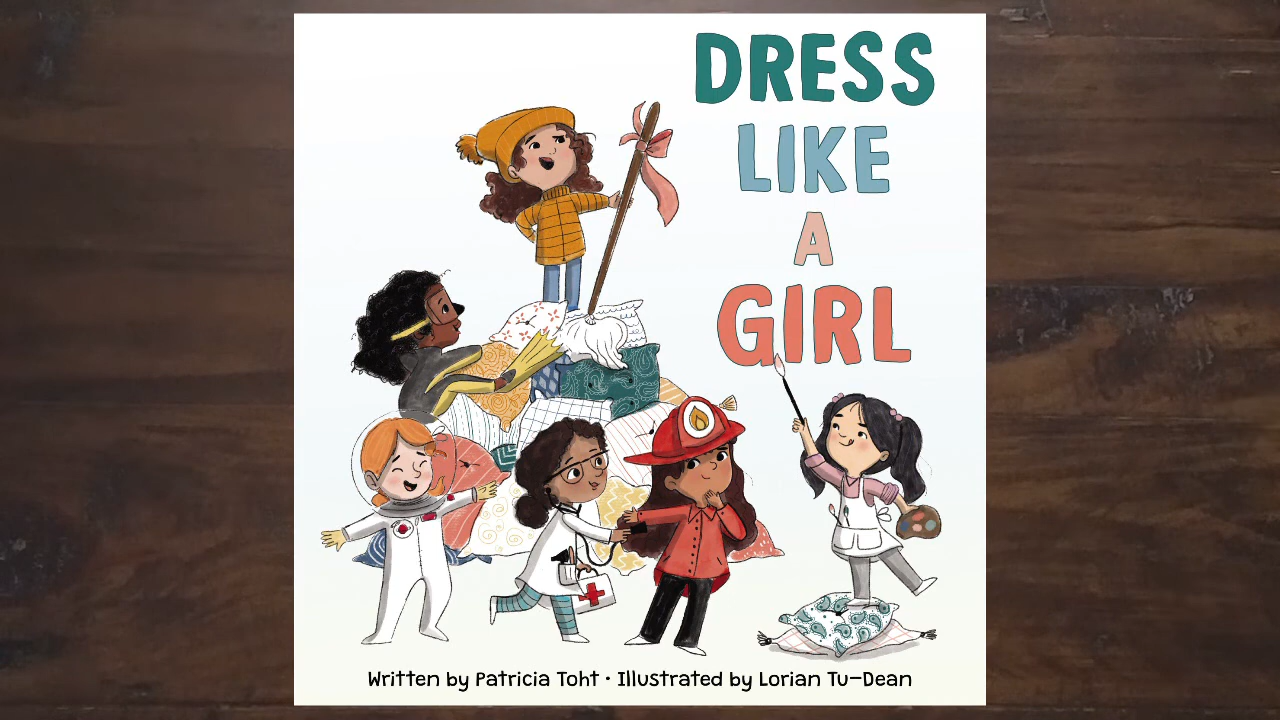 DRESS
LIKE
A
GIRL
Written by Patricia Toht • Illustrated by Lorian Tu-Dean